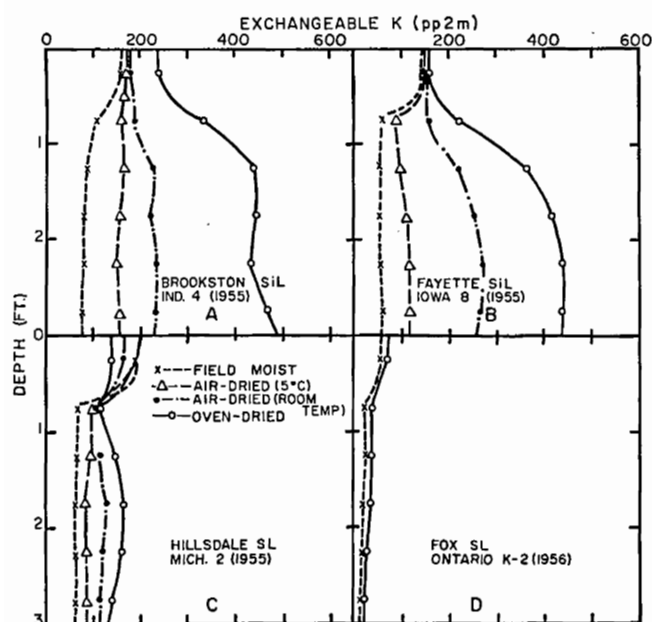 EXCHANGEABLE K (pp2m)
0 200 400 600 0 200 400 600
DEPTH (FT.)
0
1
2
0
1
2
3
BROOKSTON SiL
IND. 4 (1955)
A
FAYETTE SiL
IOWA 8 (1955)
B
x---- FIELD MOIST
-△- AIR-DRIED (5°C)
-•- AIR-DRIED (ROOM TEMP)
-o- OVEN-DRIED
HILLSDALE SL
MICH. 2 (1955)
C
FOX SL
ONTARIO K-2 (1956)
D